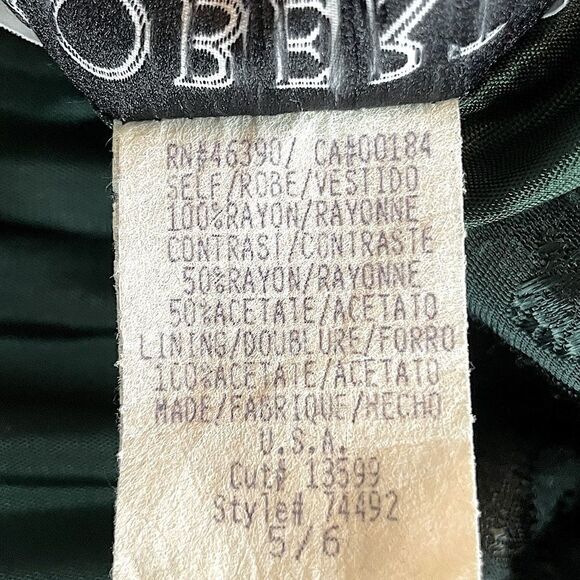 RN#46390/ CA#00184
SELF/ROBE/VESTIDO
100%RAYON/RAYONNE
CONTRAST/CONTRASTE
50%RAYON/RAYONNE
50%ACETATE/ACETATO
LINING/DOUBLURE/FORRO
100%ACETATE/ACETATO
MADE/FABRIQUE/HECHO
U.S.A.
Cut# 13599
Style# 74492
5/6